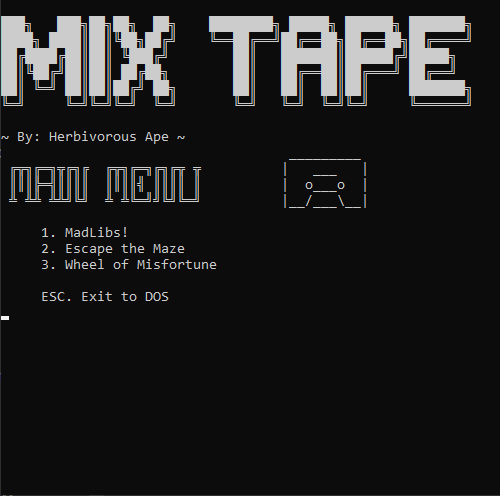 MIX TAPE
~ By: Herbivorous Ape ~
MAIN MENU
1. MadLibs!
2. Escape the Maze
3. Wheel of Misfortune
ESC. Exit to DOS